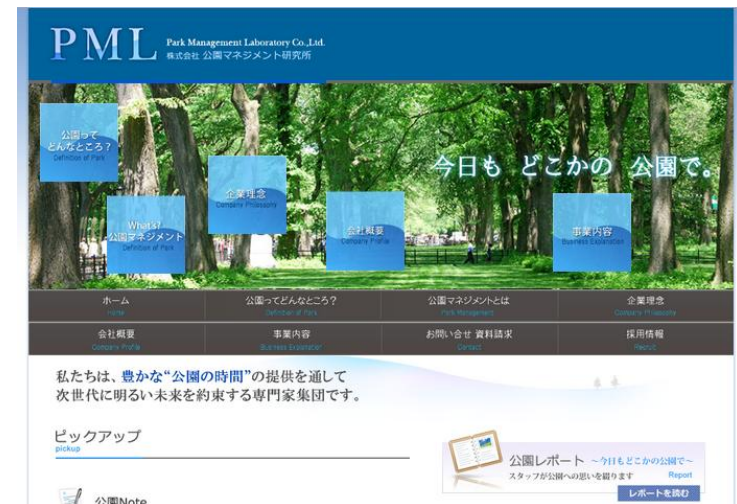 PML Park Management Laboratory Co.,Ltd.
株式会社 公園マネジメント研究所
公園って
どんなところ？
Definition of Park
What's?
公園マネジメント
Definition of Park
企業理念
Company Philosophy
会社概要
Company Profile
今日も どこかの 公園で。
事業内容
Business Explanation
ホーム
Home
公園ってどんなところ？
Definition of Park
公園マネジメントとは
Park Management
企業理念
Company Philosophy
会社概要
Company Profile
事業内容
Business Explanation
お問い合せ 資料請求
Contact
採用情報
Recruit
私たちは、豊かな“公園の時間”の提供を通して
次世代に明るい未来を約束する専門家集団です。
ピックアップ
pickup
公園レポート ～今日もどこかの公園で～
スタッフが公園への思いを綴ります Report
レポートを読む
公園Note